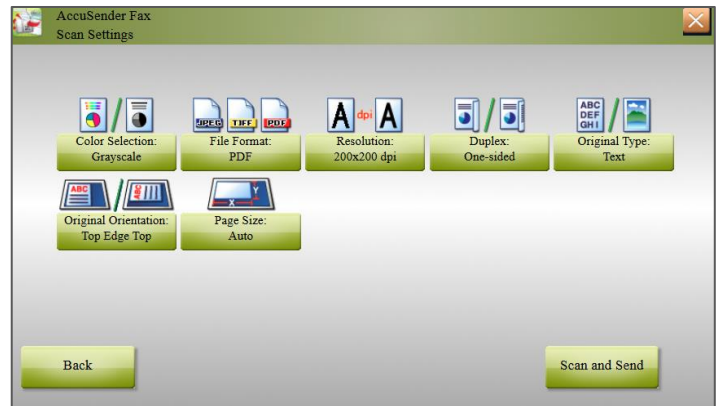 AccuSender Fax
Scan Settings
JPEG TIFF PDF
A dpi A
ABC
DEF
GHI
Color Selection:
Grayscale
File Format:
PDF
Resolution:
200x200 dpi
Duplex:
One-sided
Original Type:
Text
ABC
ABC
X
Y
Original Orientation:
Top Edge Top
Page Size:
Auto
Back
Scan and Send